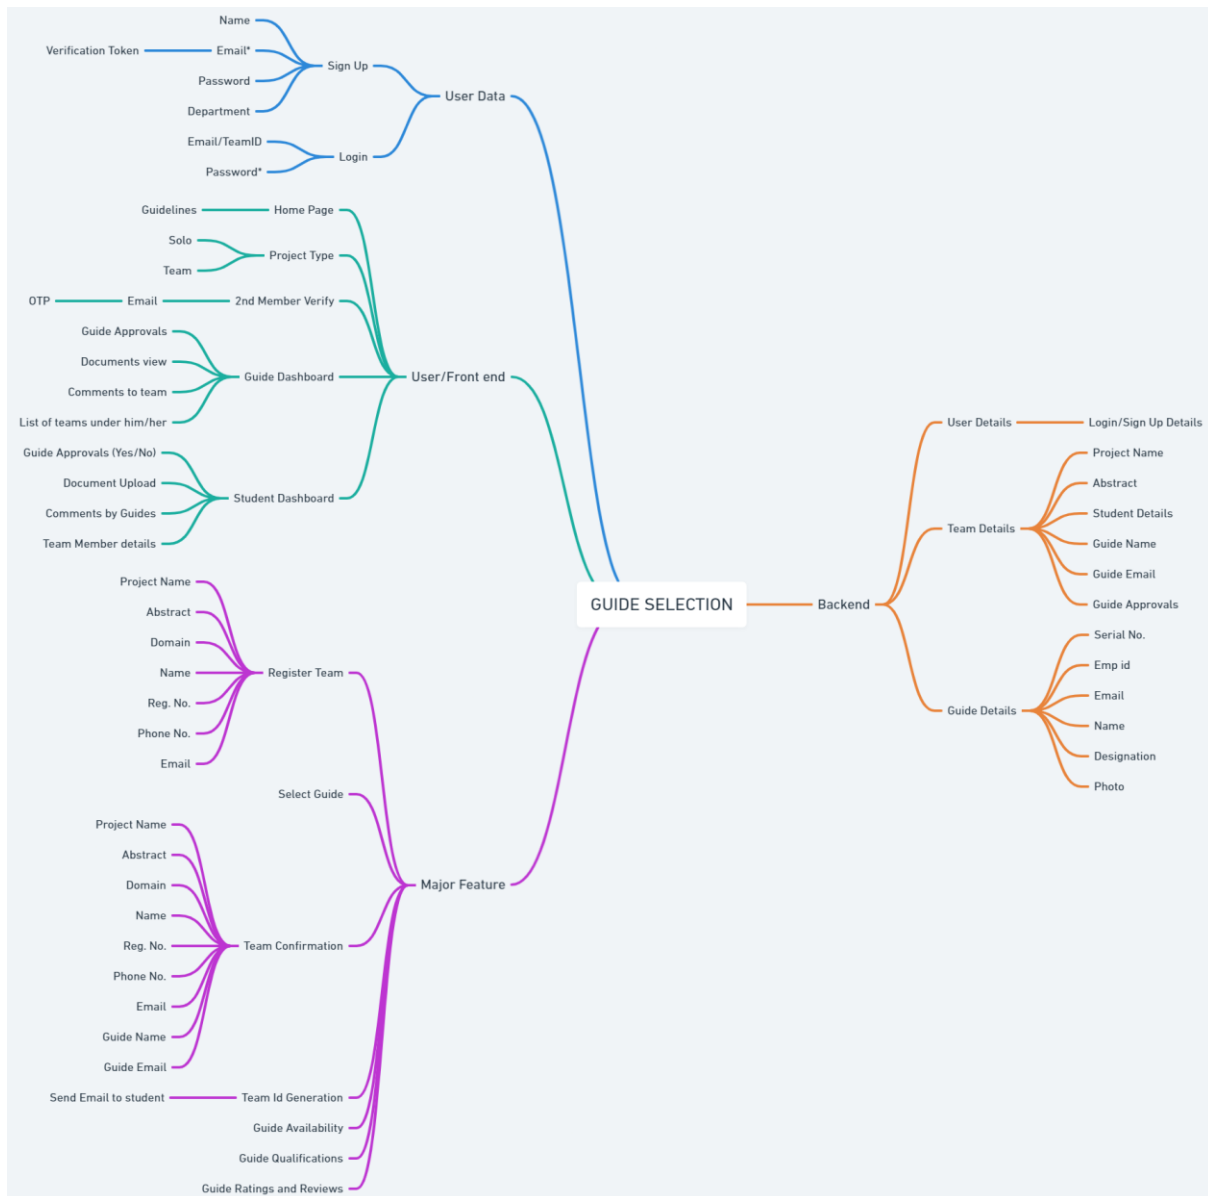 Name
Verification Token
Email*
Sign Up
Password
User Data
Department
Email/TeamID
Login
Password*
Guidelines
Home Page
Solo
Project Type
Team
OTP
Email
2nd Member Verify
Guide Approvals
Documents view
Guide Dashboard
User/Front end
Comments to team
List of teams under him/her
Guide Approvals (Yes/No)
Document Upload
Student Dashboard
Comments by Guides
Team Member details
Project Name
Abstract
Domain
Name
Register Team
Reg. No.
Phone No.
Email
Select Guide
Project Name
Abstract
Domain
Major Feature
Name
Reg. No.
Team Confirmation
Phone No.
Email
Guide Name
Guide Email
Send Email to student
Team Id Generation
Guide Availability
Guide Qualifications
Guide Ratings and Reviews
GUIDE SELECTION
Backend
User Details
Login/Sign Up Details
Project Name
Abstract
Student Details
Team Details
Guide Name
Guide Email
Guide Approvals
Serial No.
Emp id
Email
Guide Details
Name
Designation
Photo